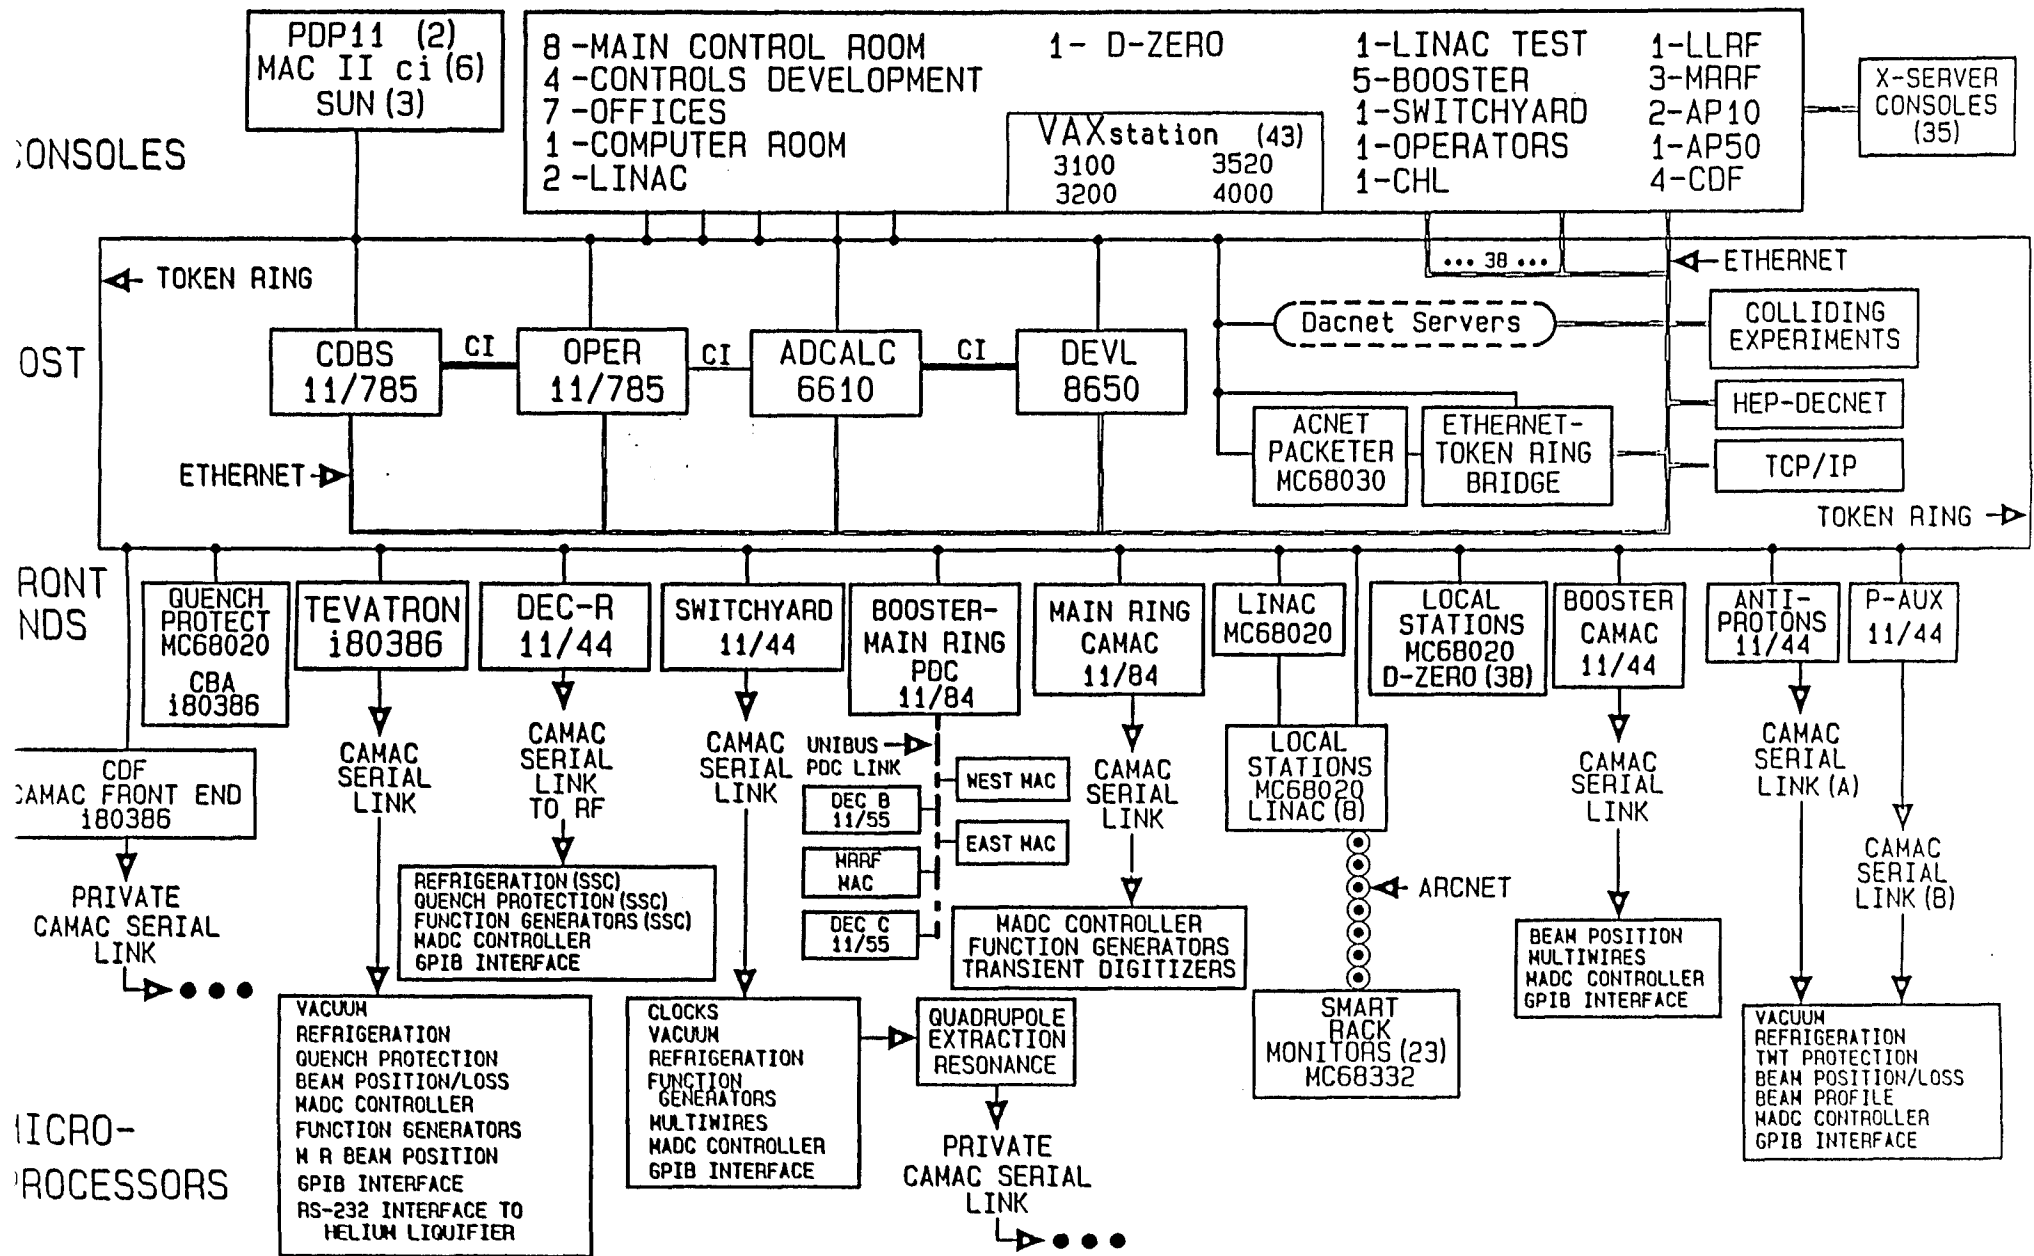 PDP11 (2)
MAC II ci (6)
SUN (3)
8 -MAIN CONTROL ROOM
4 -CONTROLS DEVELOPMENT
7 -OFFICES
1 -COMPUTER ROOM
2 -LINAC
1- D-ZERO
VAXstation (43)
3100 3520
3200 4000
1-LINAC TEST
5-BOOSTER
1-SWITCHYARD
1-OPERATORS
1-CHL
1-LLRF
3-MRRF
2-AP10
1-AP50
4-CDF
X-SERVER
CONSOLES
(35)
CONSOLES
TOKEN RING
••• 38 •••
ETHERNET
OST
CDBS
11/785
CI
OPER
11/785
CI
ADCALC
6610
CI
DEVL
8650
Dacnet Servers
COLLIDING
EXPERIMENTS
HEP-DECNET
TCP/IP
ACNET
PACKETER
MC68030
ETHERNET-
TOKEN RING
BRIDGE
ETHERNET
TOKEN RING
RONT
NDS
QUENCH
PROTECT
MC68020
CBA
i80386
TEVATRON
i80386
DEC-R
11/44
SWITCHYARD
11/44
BOOSTER-
MAIN RING
PDC
11/84
MAIN RING
CAMAC
11/84
LINAC
MC68020
LOCAL
STATIONS
MC68020
D-ZERO (38)
BOOSTER
CAMAC
11/44
ANTI-
PROTONS
11/44
P-AUX
11/44
CDF
CAMAC FRONT END
i80386
PRIVATE
CAMAC SERIAL
LINK
CAMAC
SERIAL
LINK
CAMAC
SERIAL
LINK
TO RF
CAMAC
SERIAL
LINK
UNIBUS
PDC LINK
WEST MAC
DEC B
11/55
EAST MAC
MRRF
MAC
DEC C
11/55
CAMAC
SERIAL
LINK
LOCAL
STATIONS
MC68020
LINAC (8)
ARCNET
CAMAC
SERIAL
LINK
CAMAC
SERIAL
LINK (A)
CAMAC
SERIAL
LINK (B)
REFRIGERATION (SSC)
QUENCH PROTECTION (SSC)
FUNCTION GENERATORS (SSC)
MADC CONTROLLER
GPIB INTERFACE
MADC CONTROLLER
FUNCTION GENERATORS
TRANSIENT DIGITIZERS
BEAM POSITION
MULTIWIRES
MADC CONTROLLER
GPIB INTERFACE
VACUUM
REFRIGERATION
QUENCH PROTECTION
BEAM POSITION/LOSS
MADC CONTROLLER
FUNCTION GENERATORS
M R BEAM POSITION
GPIB INTERFACE
RS-232 INTERFACE TO
HELIUM LIQUIFIER
CLOCKS
VACUUM
REFRIGERATION
FUNCTION
GENERATORS
MULTIWIRES
MADC CONTROLLER
GPIB INTERFACE
QUADRUPOLE
EXTRACTION
RESONANCE
PRIVATE
CAMAC SERIAL
LINK
SMART
RACK
MONITORS (23)
MC68332
VACUUM
REFRIGERATION
TWT PROTECTION
BEAM POSITION/LOSS
BEAM PROFILE
MADC CONTROLLER
GPIB INTERFACE
MICRO-
PROCESSORS